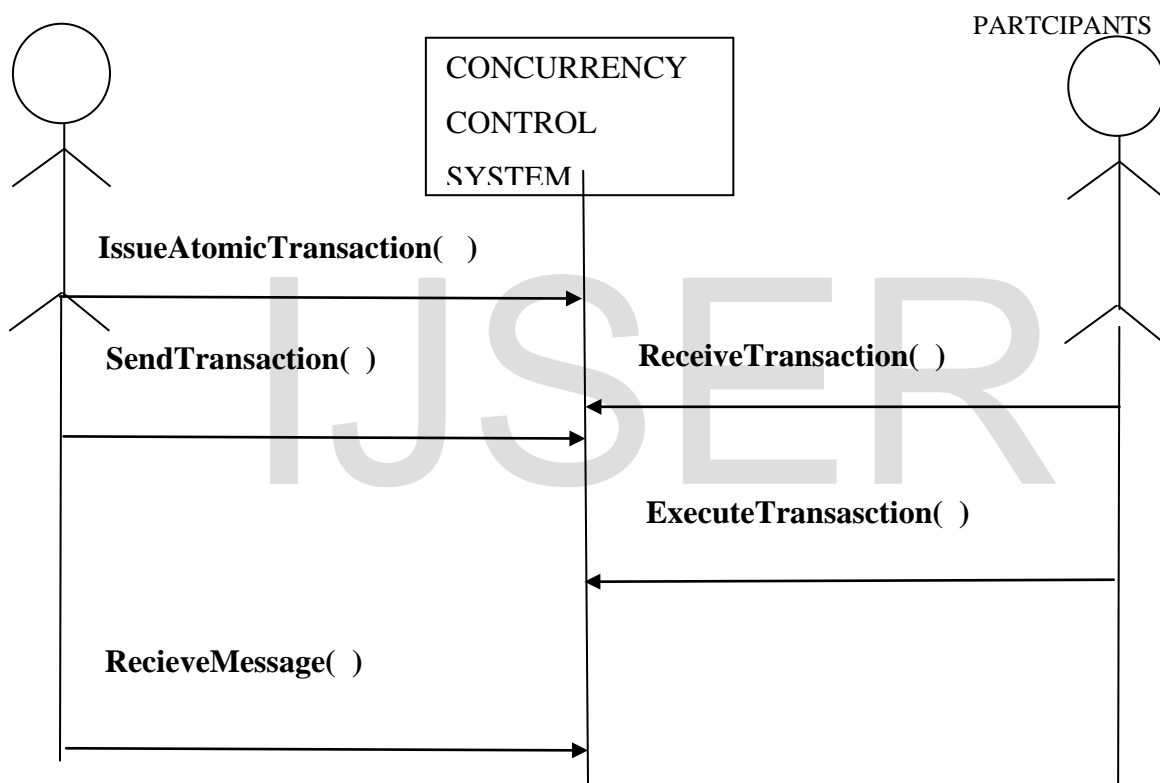 PARTCIPANTS
CONCURRENCY
CONTROL
SYSTEM
IssueAtomicTransaction( )
SendTransaction( )
ReceiveTransaction( )
IJSER
ExecuteTransasction( )
RecieveMessage( )